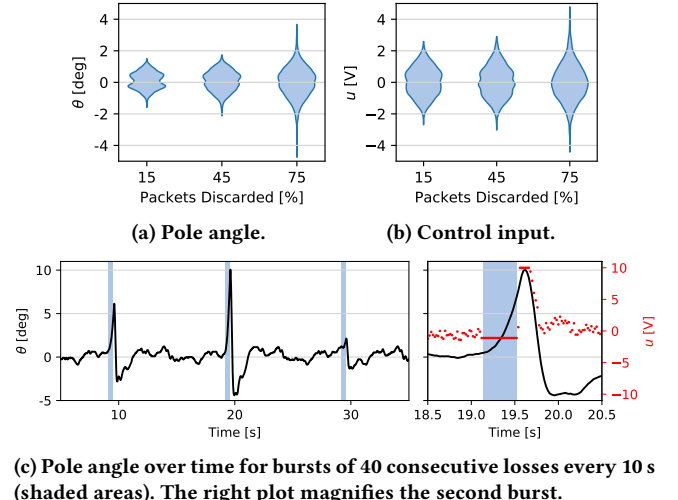 4
2
0
−2
−4
θ [deg]
15
45
75
Packets Discarded [%]
(a) Pole angle.
4
2
0
−2
−4
u [V]
15
45
75
Packets Discarded [%]
(b) Control input.
10
5
0
-5
θ [deg]
10
20
30
Time [s]
10
5
0
−5
−10
u [V]
18.5
19.0
19.5
20.0
20.5
Time [s]
(c) Pole angle over time for bursts of 40 consecutive losses every 10 s
(shaded areas). The right plot magnifies the second burst.